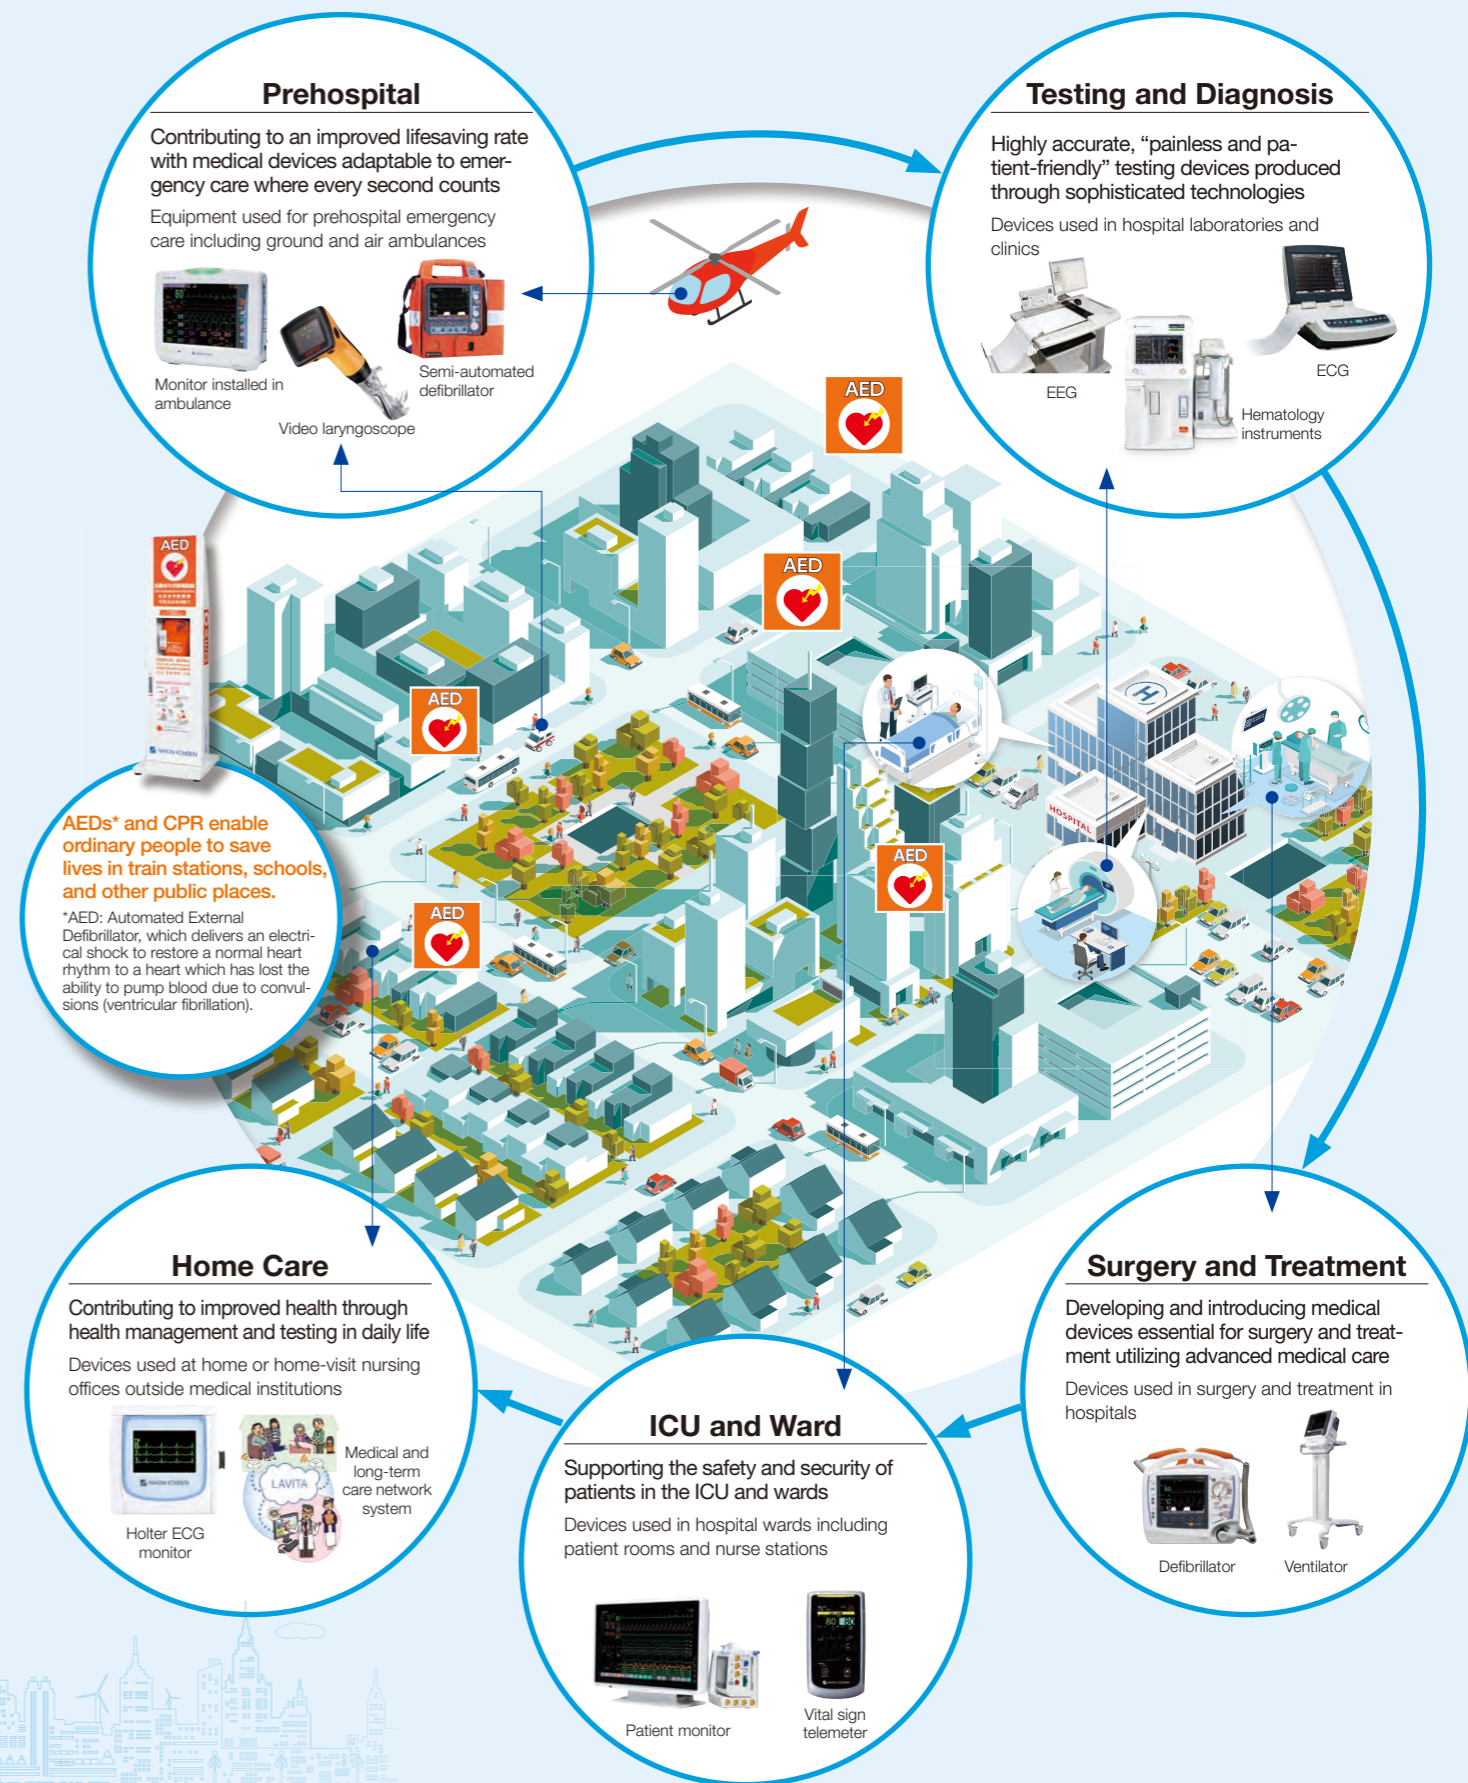 Prehospital
Contributing to an improved lifesaving rate
with medical devices adaptable to emer-
gency care where every second counts
Equipment used for prehospital emergency
care including ground and air ambulances
Monitor installed in
ambulance
Video laryngoscope
Semi-automated
defibrillator
Testing and Diagnosis
Highly accurate, “painless and pa-
tient-friendly” testing devices produced
through sophisticated technologies
Devices used in hospital laboratories and
clinics
EEG
Hematology
instruments
ECG
AED
AED
AED
AED
AED
AED
NIHON KOHDEN
H
HOSPITAL
AEDs* and CPR enable
ordinary people to save
lives in train stations, schools,
and other public places.
*AED: Automated External
Defibrillator, which delivers an electri-
cal shock to restore a normal heart
rhythm to a heart which has lost the
ability to pump blood due to convul-
sions (ventricular fibrillation).
Home Care
Contributing to improved health through
health management and testing in daily life
Devices used at home or home-visit nursing
offices outside medical institutions
NIHON KOHDEN
Holter ECG
monitor
LAVITA
Medical and
long-term
care network
system
ICU and Ward
Supporting the safety and security of
patients in the ICU and wards
Devices used in hospital wards including
patient rooms and nurse stations
Patient monitor
80 80
Vital sign
telemeter
Surgery and Treatment
Developing and introducing medical
devices essential for surgery and treat-
ment utilizing advanced medical care
Devices used in surgery and treatment in
hospitals
Defibrillator
Ventilator